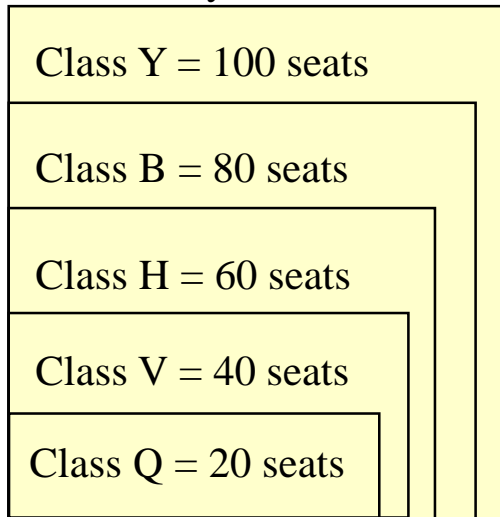 Class Y = 100 seats
Class B = 80 seats
Class H = 60 seats
Class V = 40 seats
Class Q = 20 seats